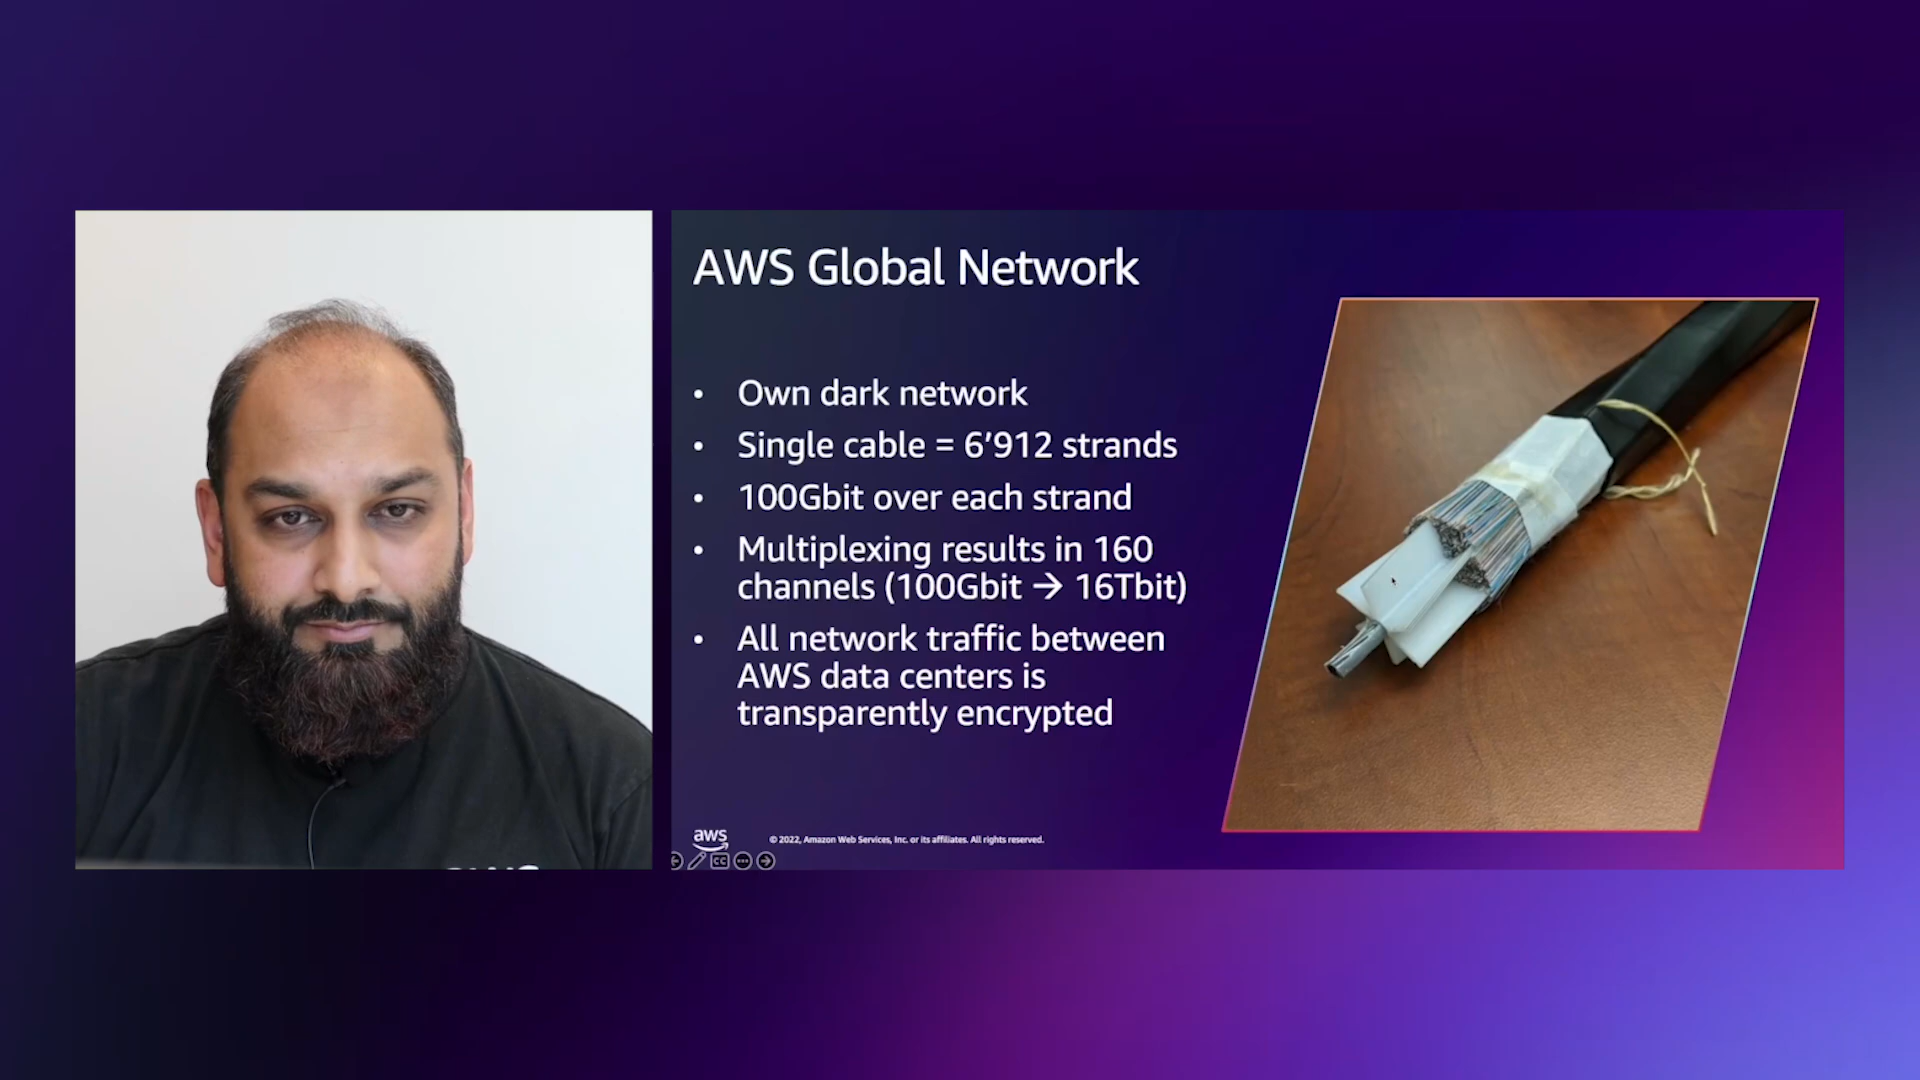 AWS Global Network
• Own dark network
• Single cable = 6’912 strands
• 100Gbit over each strand
• Multiplexing results in 160
channels (100Gbit → 16Tbit)
• All network traffic between
AWS data centers is
transparently encrypted
aws
© 2022, Amazon Web Services, Inc. or its affiliates. All rights reserved.
CC